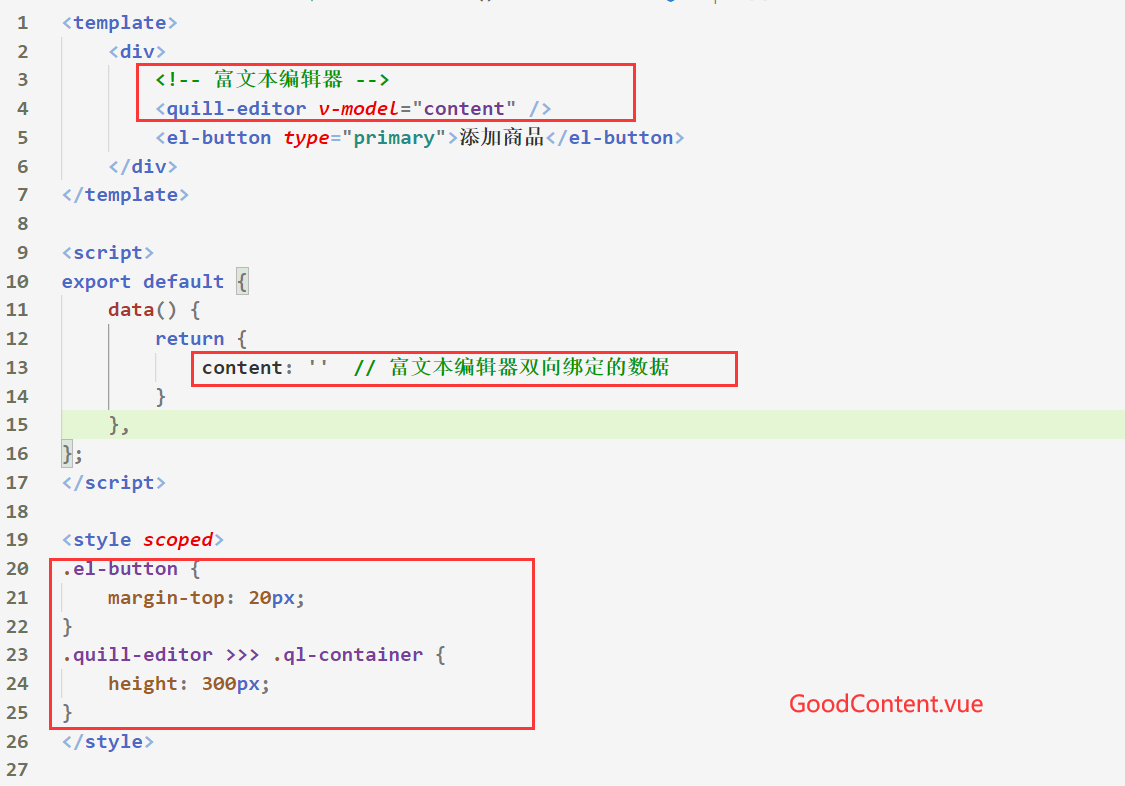 1 <template>
2     <div>
3         <!-- 富文本编辑器 -->
4         <quill-editor v-model="content" />
5         <el-button type="primary">添加商品</el-button>
6     </div>
7 </template>
8
9 <script>
10 export default {
11     data() {
12         return {
13             content: ''  // 富文本编辑器双向绑定的数据
14         }
15     },
16 };
17 </script>
18
19 <style scoped>
20 .el-button {
21     margin-top: 20px;
22 }
23 .quill-editor >>> .ql-container {
24     height: 300px;
25 }
GoodContent.vue
26 </style>
27